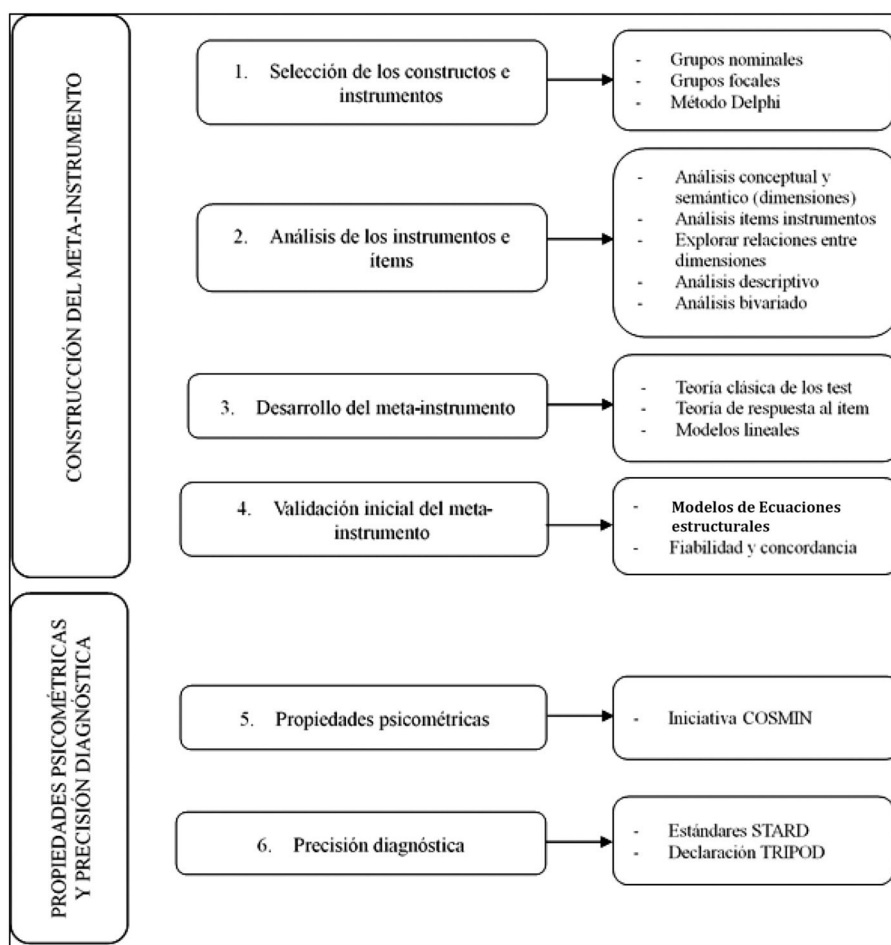 CONSTRUCCIÓN DEL META-INSTRUMENTO
1. Selección de los constructos e
instrumentos
- Grupos nominales
- Grupos focales
- Método Delphi
2. Análisis de los instrumentos e
ítems
- Análisis conceptual y
semántico (dimensiones)
- Análisis ítems instrumentos
- Explorar relaciones entre
dimensiones
- Análisis descriptivo
- Análisis bivariado
3. Desarrollo del meta-instrumento
- Teoría clásica de los test
- Teoría de respuesta al ítem
- Modelos lineales
4. Validación inicial del meta-
instrumento
- Modelos de Ecuaciones
estructurales
- Fiabilidad y concordancia
PROPIEDADES PSICOMÉTRICAS
Y PRECISIÓN DIAGNÓSTICA
5. Propiedades psicométricas
- Iniciativa COSMIN
6. Precisión diagnóstica
- Estándares STARD
- Declaración TRIPOD